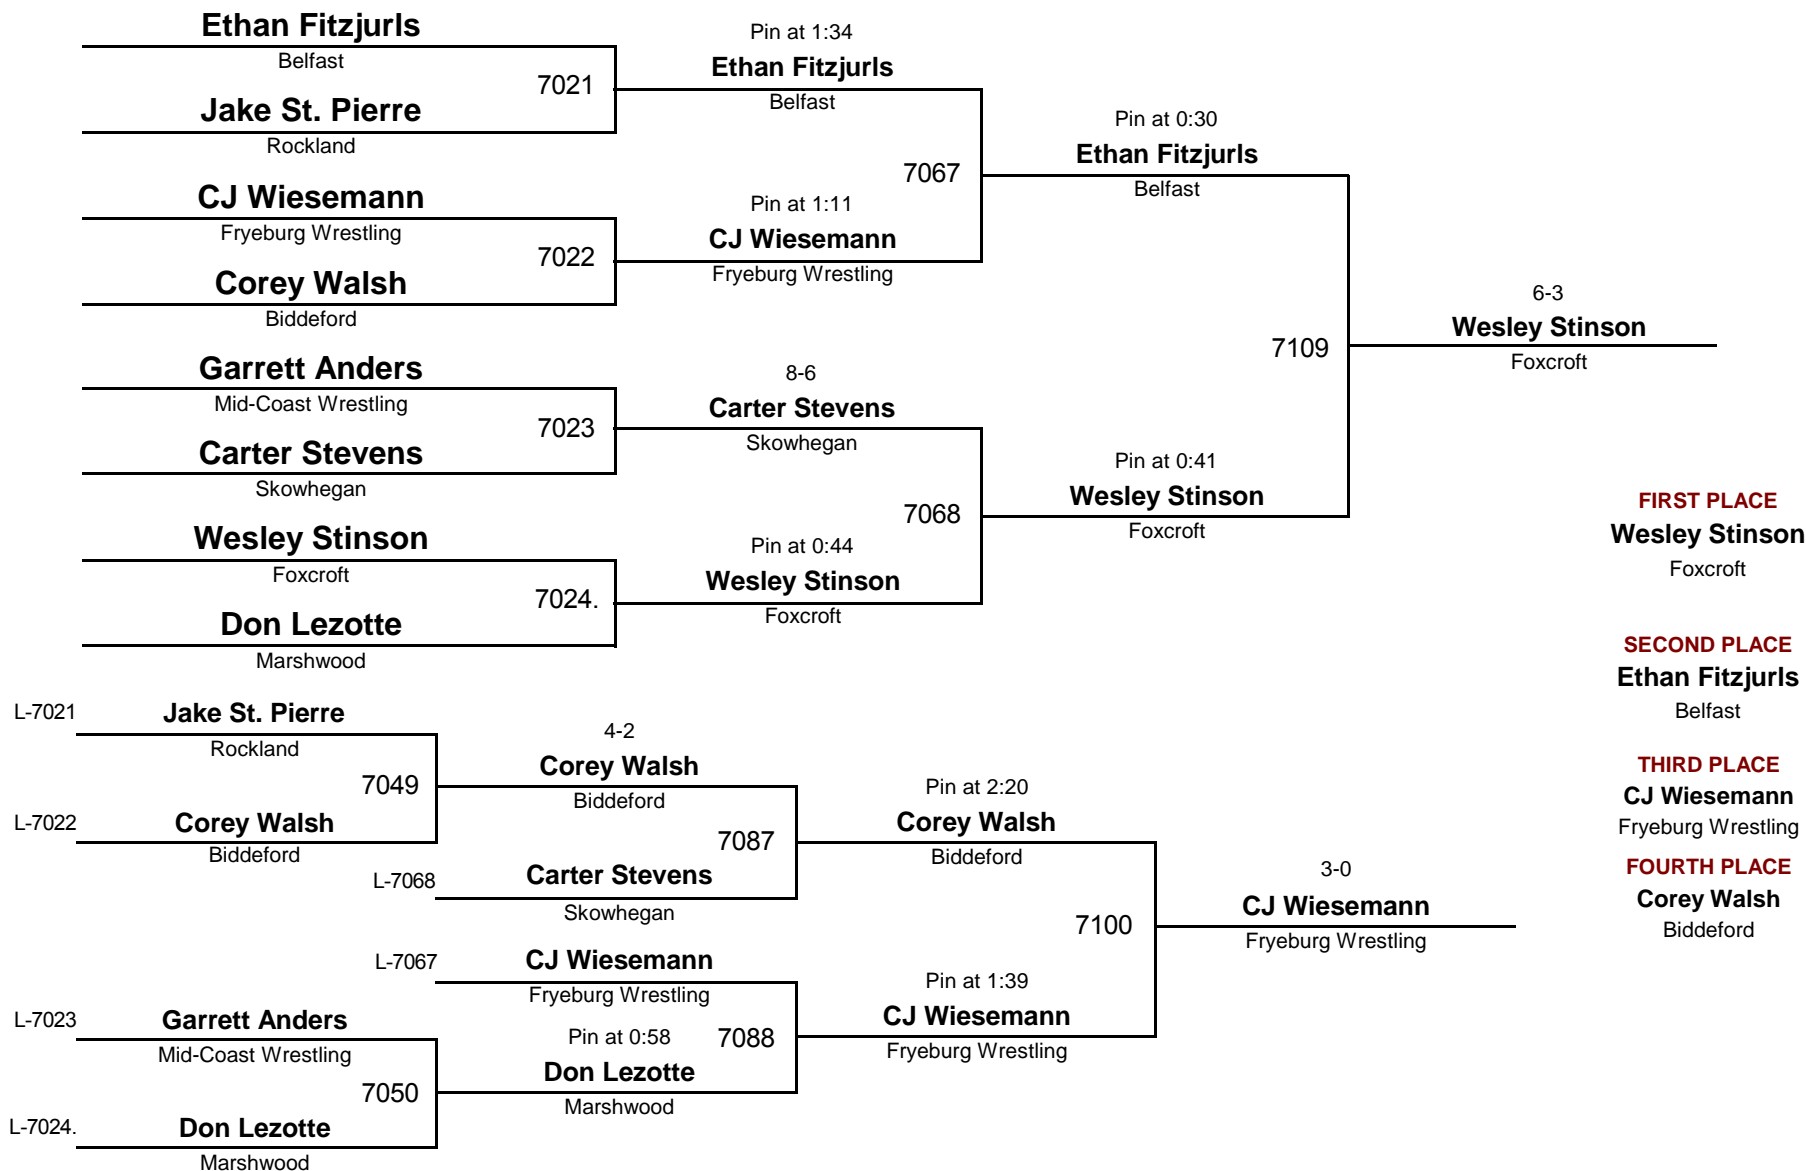 Ethan Fitzjurls
Belfast
7021
Jake St. Pierre
Rockland
CJ Wiesemann
Fryeburg Wrestling
7022
Corey Walsh
Biddeford
Garrett Anders
Mid-Coast Wrestling
7023
Carter Stevens
Skowhegan
Wesley Stinson
Foxcroft
7024.
Don Lezotte
Marshwood
Pin at 1:34
Ethan Fitzjurls
Belfast
7067
Pin at 1:11
CJ Wiesemann
Fryeburg Wrestling
8-6
Carter Stevens
Skowhegan
7068
Pin at 0:44
Wesley Stinson
Foxcroft
Pin at 0:30
Ethan Fitzjurls
Belfast
7109
Pin at 0:41
Wesley Stinson
Foxcroft
6-3
Wesley Stinson
Foxcroft
FIRST PLACE
Wesley Stinson
Foxcroft
SECOND PLACE
Ethan Fitzjurls
Belfast
THIRD PLACE
CJ Wiesemann
Fryeburg Wrestling
FOURTH PLACE
Corey Walsh
Biddeford
L-7021
Jake St. Pierre
Rockland
7049
L-7022
Corey Walsh
Biddeford
4-2
Corey Walsh
Biddeford
7087
L-7068
Carter Stevens
Skowhegan
L-7067
CJ Wiesemann
Fryeburg Wrestling
7088
L-7023
Garrett Anders
Mid-Coast Wrestling
7050
L-7024.
Don Lezotte
Marshwood
Pin at 0:58
Don Lezotte
Marshwood
Pin at 2:20
Corey Walsh
Biddeford
7100
Pin at 1:39
CJ Wiesemann
Fryeburg Wrestling
3-0
CJ Wiesemann
Fryeburg Wrestling